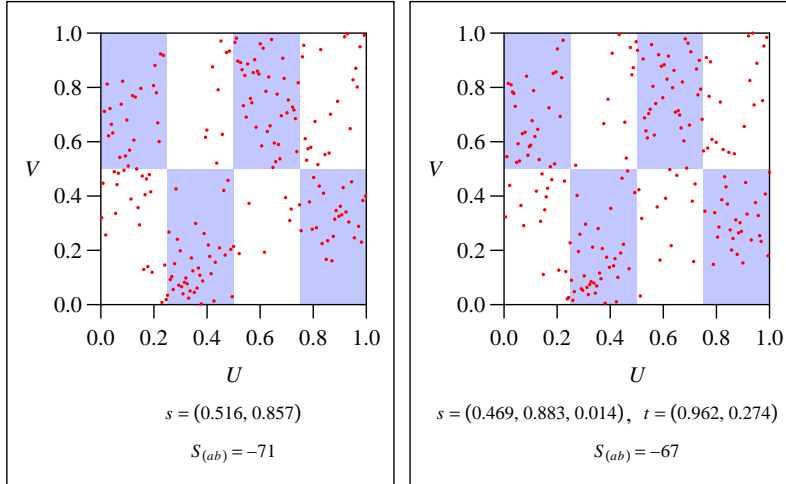 1.0
0.8
0.6
V
0.4
0.2
0.0
0.0 0.2 0.4 0.6 0.8 1.0
U
s = (0.516, 0.857)
S(ab) = −71
1.0
0.8
0.6
V
0.4
0.2
0.0
0.0 0.2 0.4 0.6 0.8 1.0
U
s = (0.469, 0.883, 0.014), t = (0.962, 0.274)
S(ab) = −67